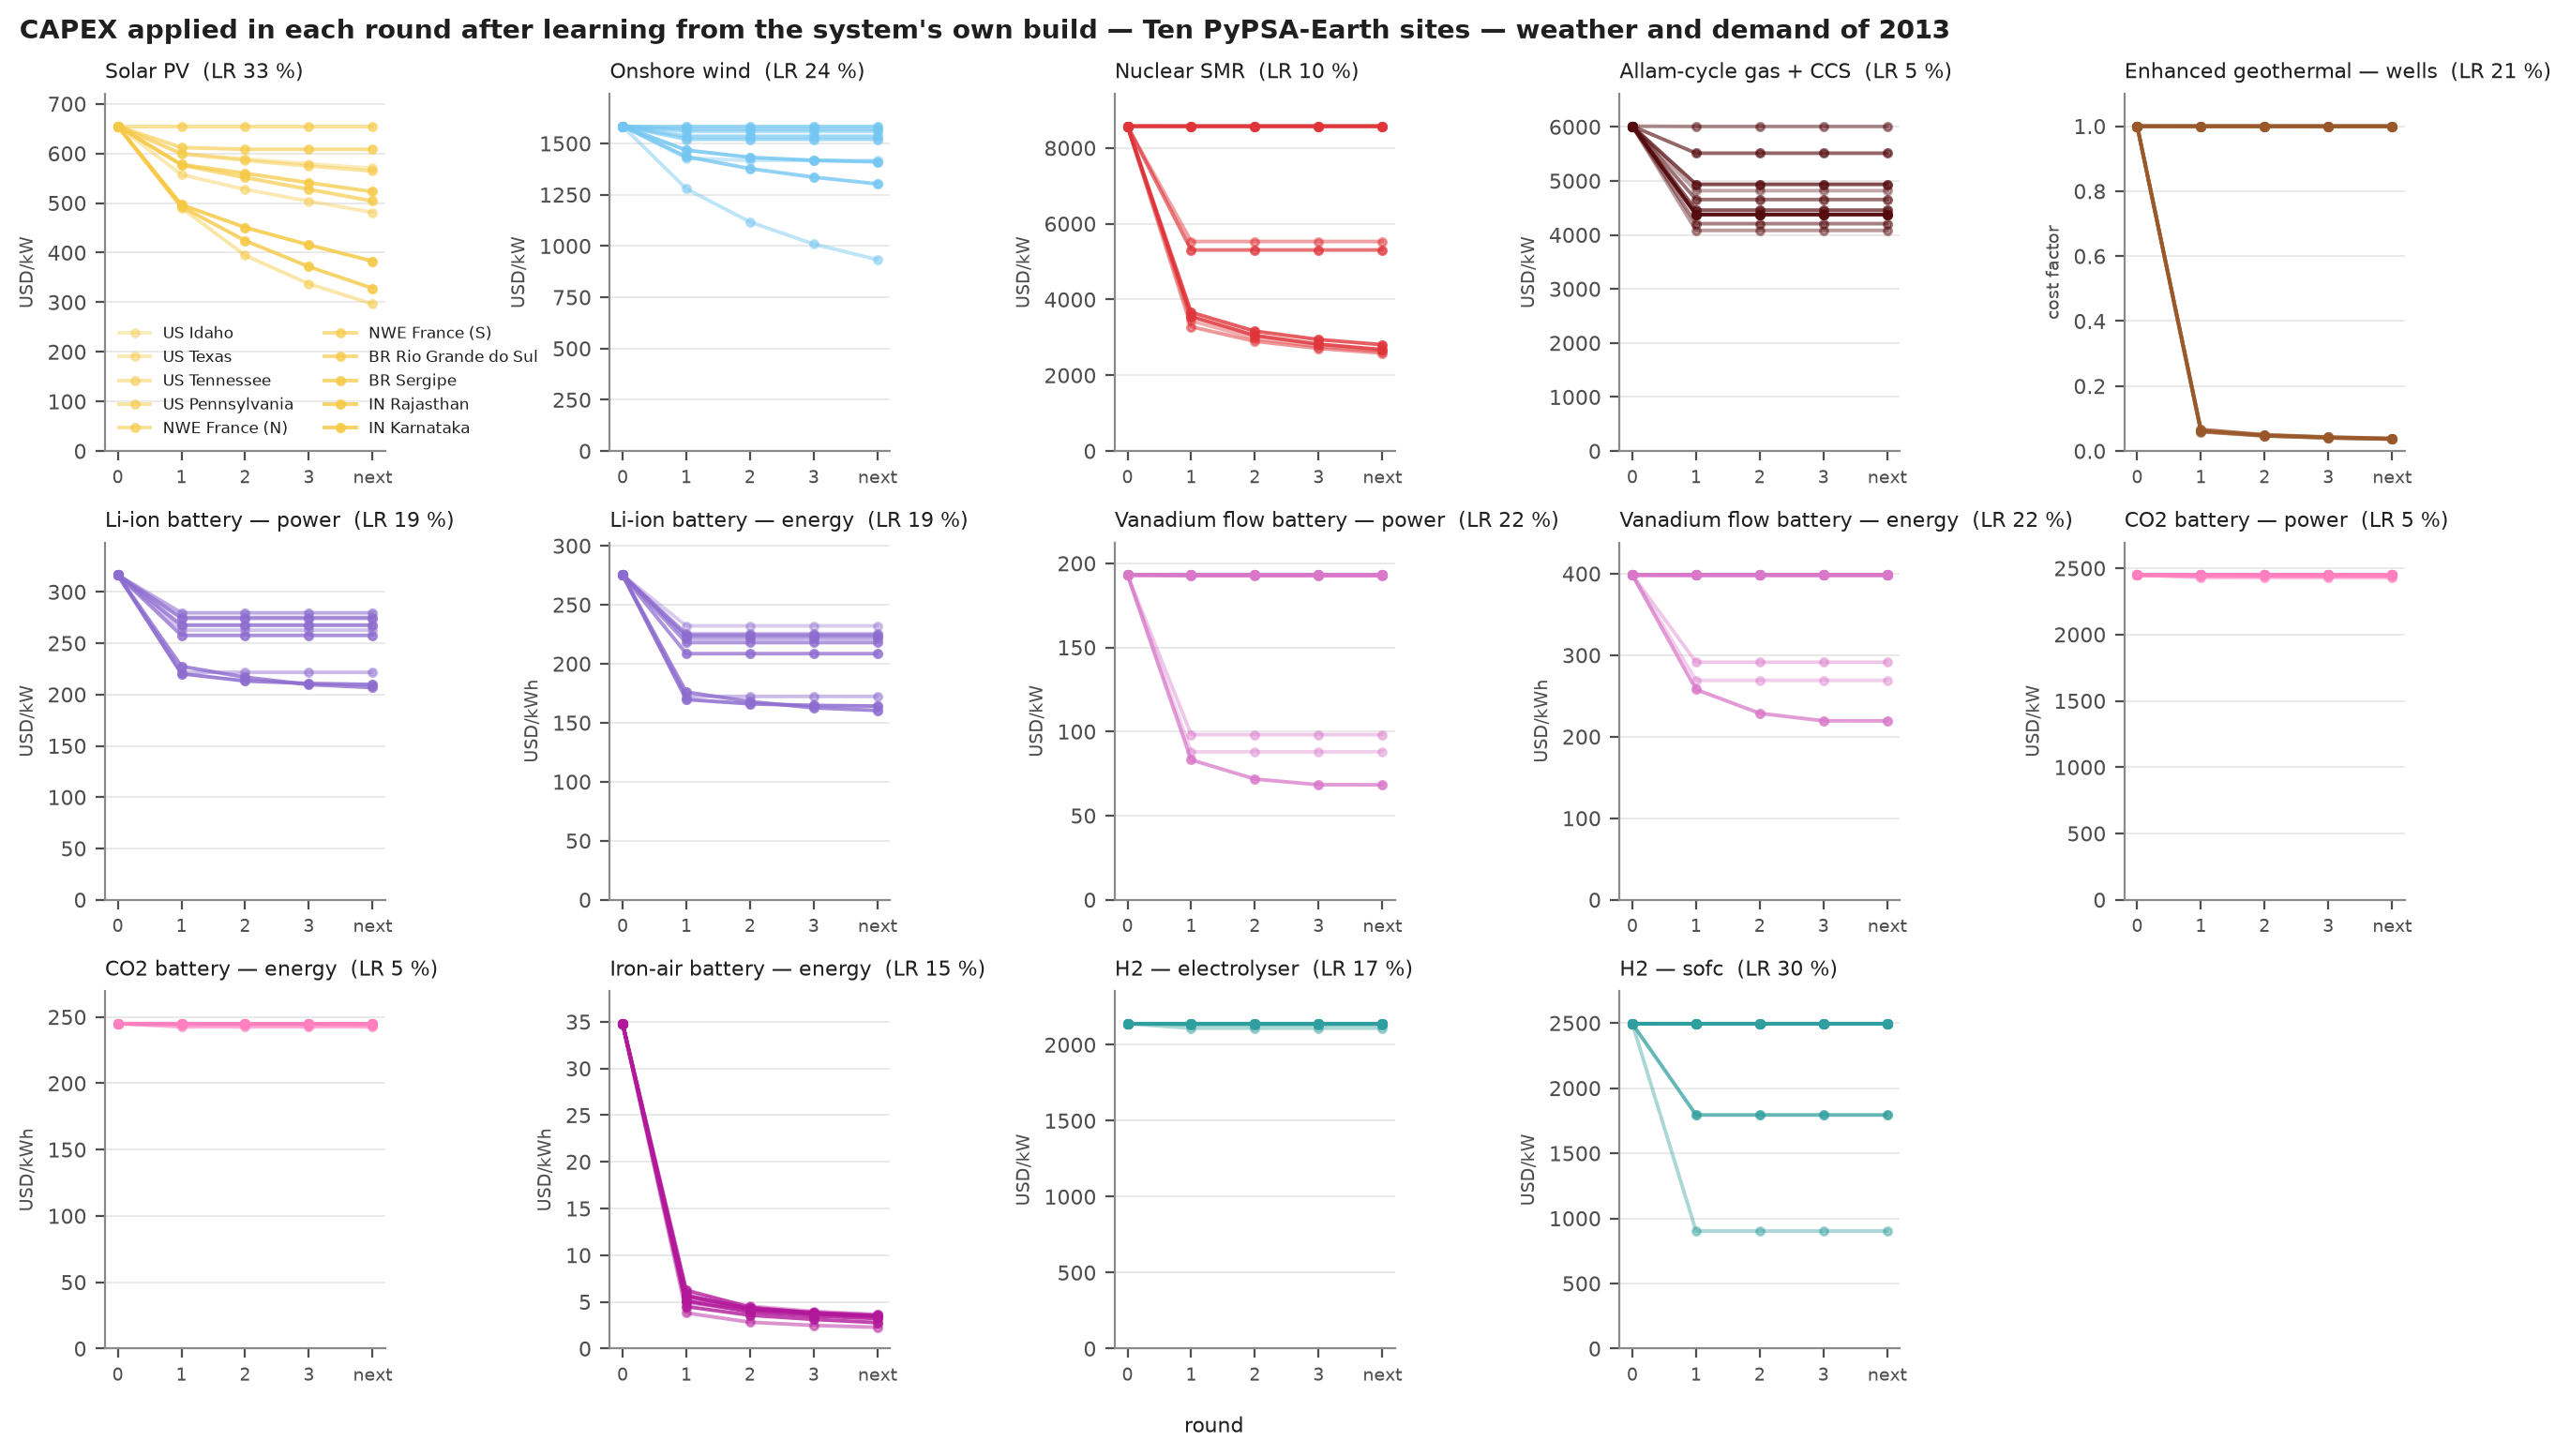 CAPEX applied in each round after learning from the system's own build — Ten PyPSA-Earth sites — weather and demand of 2013
Solar PV  (LR 33 %)
USD/kW
700
600
500
400
300
200
100
0
US Idaho
US Texas
US Tennessee
US Pennsylvania
NWE France (N)
NWE France (S)
BR Rio Grande do Sul
BR Sergipe
IN Rajasthan
IN Karnataka
0 1 2 3 next
Onshore wind  (LR 24 %)
USD/kW
1500
1250
1000
750
500
250
0
0 1 2 3 next
Nuclear SMR  (LR 10 %)
USD/kW
8000
6000
4000
2000
0
0 1 2 3 next
Allam-cycle gas + CCS  (LR 5 %)
USD/kW
6000
5000
4000
3000
2000
1000
0
0 1 2 3 next
Enhanced geothermal — wells  (LR 21 %)
cost factor
1.0
0.8
0.6
0.4
0.2
0.0
0 1 2 3 next
Li-ion battery — power  (LR 19 %)
USD/kW
300
250
200
150
100
50
0
0 1 2 3 next
Li-ion battery — energy  (LR 19 %)
USD/kWh
300
250
200
150
100
50
0
0 1 2 3 next
Vanadium flow battery — power  (LR 22 %)
USD/kW
200
150
100
50
0
0 1 2 3 next
Vanadium flow battery — energy  (LR 22 %)
USD/kWh
400
300
200
100
0
0 1 2 3 next
CO2 battery — power  (LR 5 %)
USD/kW
2500
2000
1500
1000
500
0
0 1 2 3 next
CO2 battery — energy  (LR 5 %)
USD/kWh
250
200
150
100
50
0
0 1 2 3 next
Iron-air battery — energy  (LR 15 %)
USD/kWh
35
30
25
20
15
10
5
0
0 1 2 3 next
H2 — electrolyser  (LR 17 %)
USD/kW
2000
1500
1000
500
0
0 1 2 3 next
H2 — sofc  (LR 30 %)
USD/kW
2500
2000
1500
1000
500
0
0 1 2 3 next
round